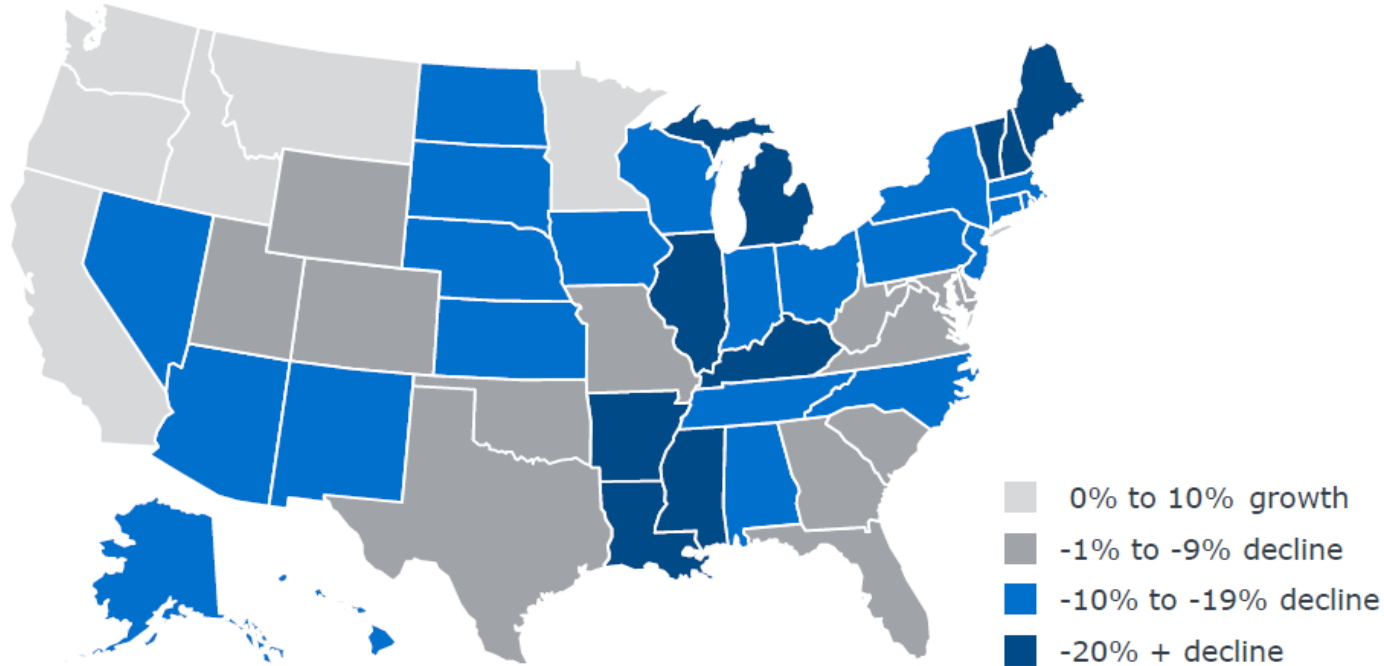 0% to 10% growth
-1% to -9% decline
-10% to -19% decline
-20% + decline